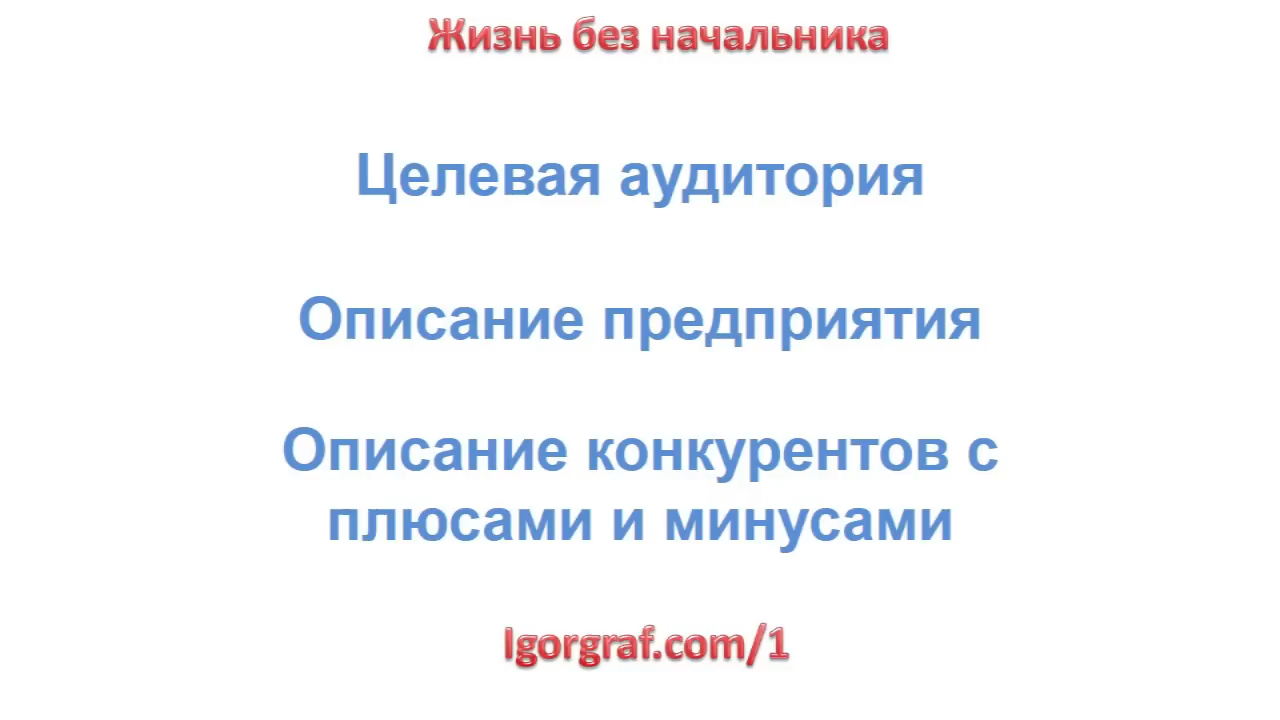 Жизнь без начальника
Целевая аудитория
Описание предприятия
Описание конкурентов с
плюсами и минусами
Igorgraf.com/1